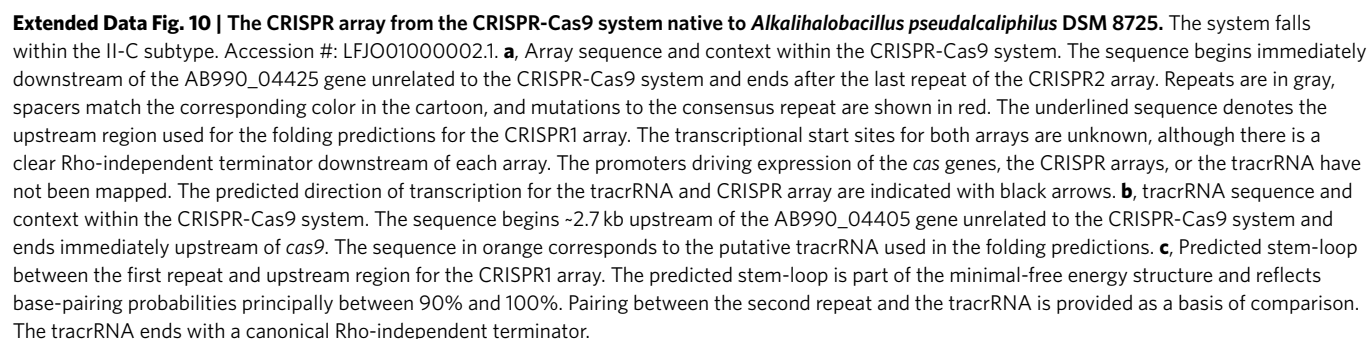 Extended Data Fig. 10 | The CRISPR array from the CRISPR-Cas9 system native to Alkalihalobacillus pseudalcaliphilus DSM 8725. The system falls
within the II-C subtype. Accession #: LFJO01000002.1. a, Array sequence and context within the CRISPR-Cas9 system. The sequence begins immediately
downstream of the AB990_04425 gene unrelated to the CRISPR-Cas9 system and ends after the last repeat of the CRISPR2 array. Repeats are in gray,
spacers match the corresponding color in the cartoon, and mutations to the consensus repeat are shown in red. The underlined sequence denotes the
upstream region used for the folding predictions for the CRISPR1 array. The transcriptional start sites for both arrays are unknown, although there is a
clear Rho-independent terminator downstream of each array. The promoters driving expression of the cas genes, the CRISPR arrays, or the tracrRNA have
not been mapped. The predicted direction of transcription for the tracrRNA and CRISPR array are indicated with black arrows. b, tracrRNA sequence and
context within the CRISPR-Cas9 system. The sequence begins ~2.7 kb upstream of the AB990_04405 gene unrelated to the CRISPR-Cas9 system and
ends immediately upstream of cas9. The sequence in orange corresponds to the putative tracrRNA used in the folding predictions. c, Predicted stem-loop
between the first repeat and upstream region for the CRISPR1 array. The predicted stem-loop is part of the minimal-free energy structure and reflects
base-pairing probabilities principally between 90% and 100%. Pairing between the second repeat and the tracrRNA is provided as a basis of comparison.
The tracrRNA ends with a canonical Rho-independent terminator.